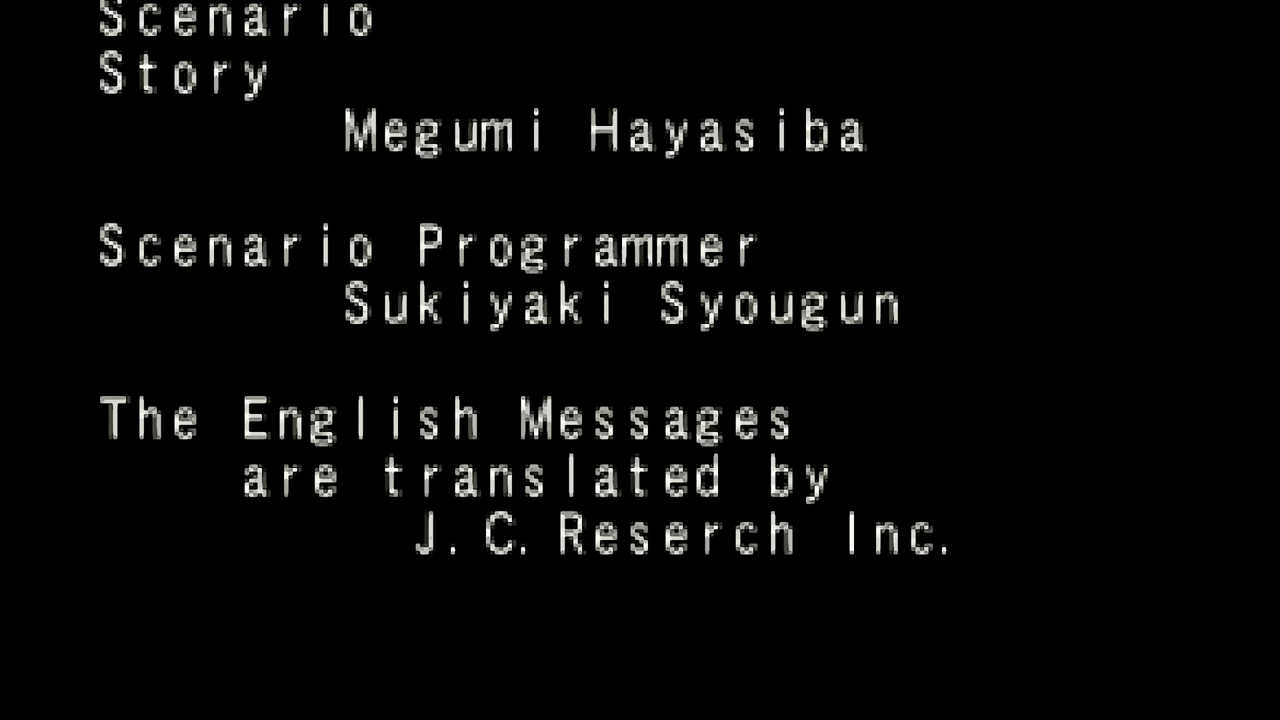 Scenario
Story
Megumi Hayasiba
Scenario Programmer
Sukiyaki Syougun
The English Messages
are translated by
J.C.Reserch Inc.